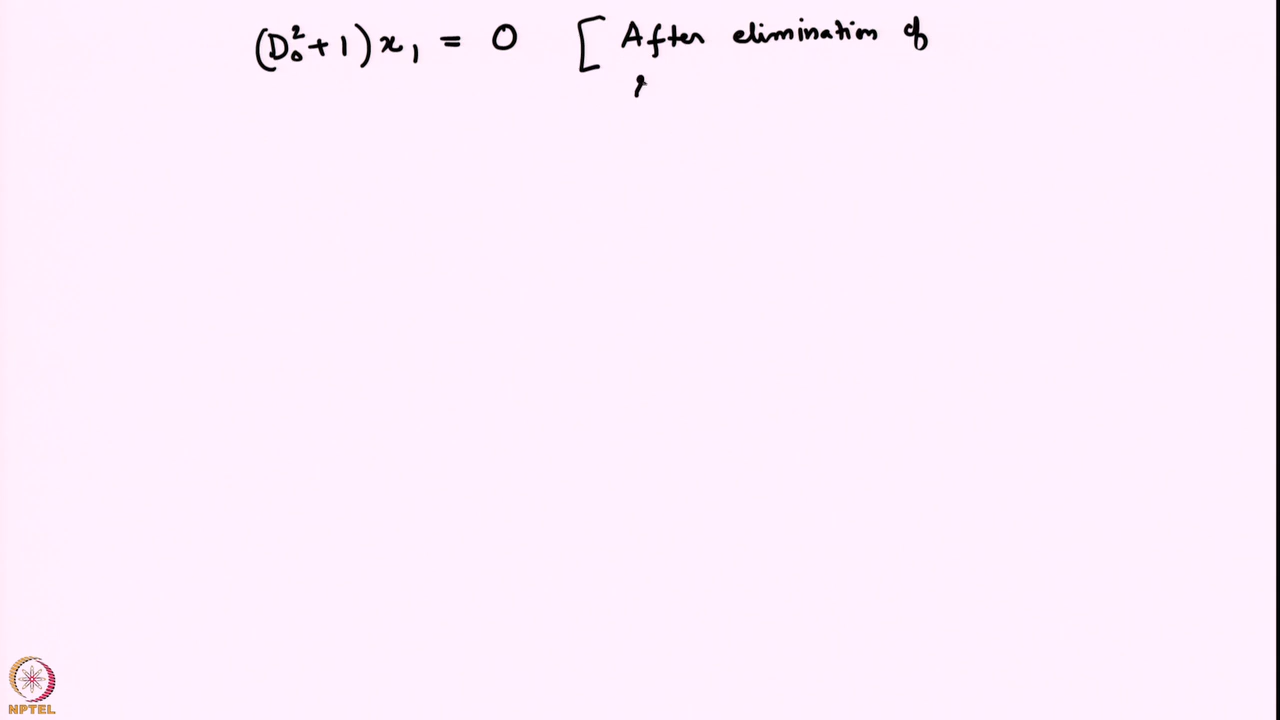 (D₀²+1)x₁ = 0 [ After elimination of
NPTEL